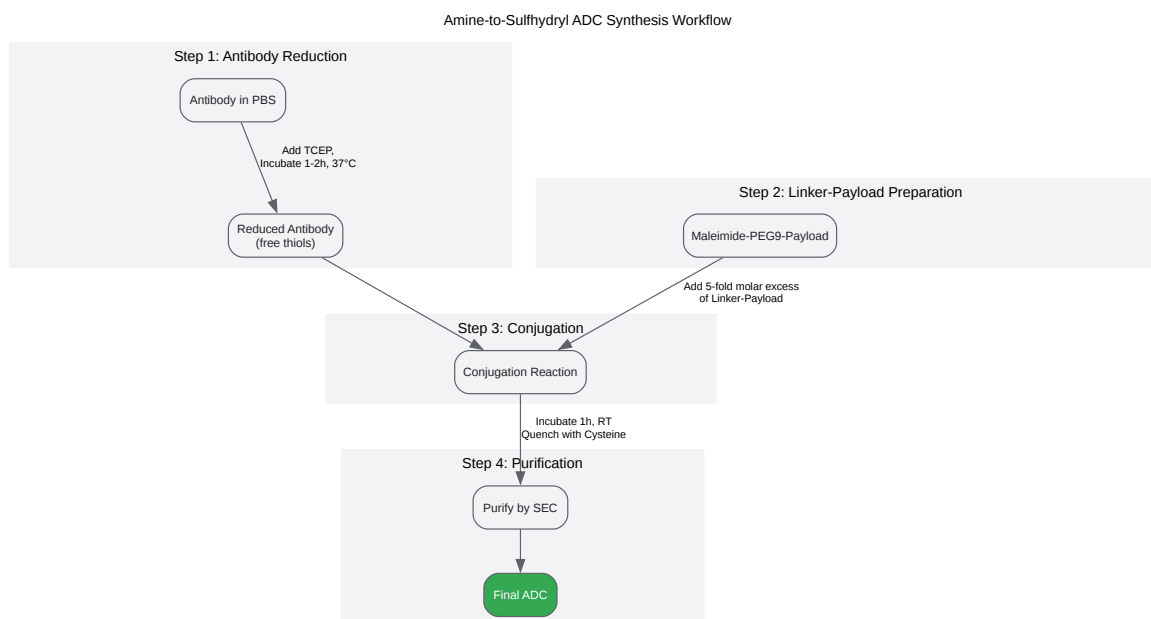 Amine-to-Sulfhydryl ADC Synthesis Workflow
Step 1: Antibody Reduction
Antibody in PBS
Add TCEP,
Incubate 1-2h, 37°C
Reduced Antibody
(free thiols)
Step 2: Linker-Payload Preparation
Maleimide-PEG9-Payload
Add 5-fold molar excess
of Linker-Payload
Step 3: Conjugation
Conjugation Reaction
Incubate 1h, RT
Quench with Cysteine
Step 4: Purification
Purify by SEC
Final ADC